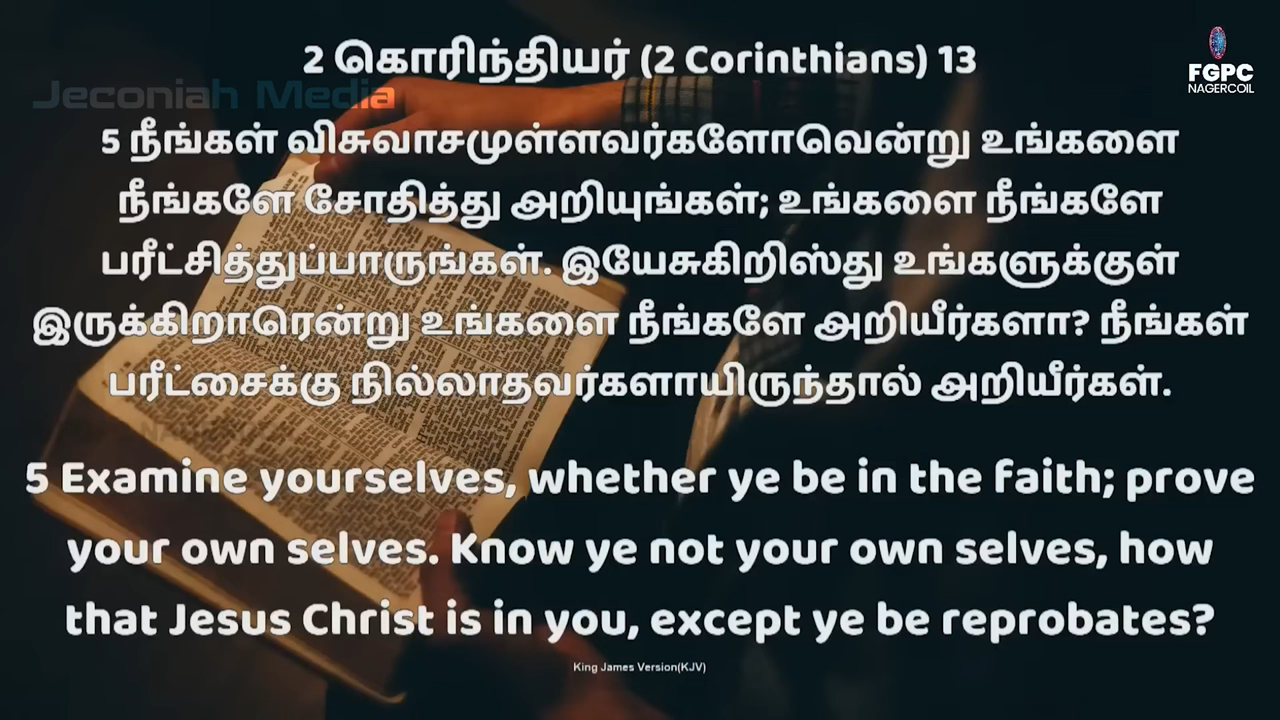 2 கொரிந்தியர் (2 Corinthians) 13
FGPC
NAGERCOIL
Jeconiah Media
5 நீங்கள் விசுவாசமுள்ளவர்களோவென்று உங்களை
நீங்களே சோதித்து அறியுங்கள்; உங்களை நீங்களே
பரீட்சித்துப்பாருங்கள். இயேசுகிறிஸ்து உங்களுக்குள்
இருக்கிறாரென்று உங்களை நீங்களே அறியீர்களா? நீங்கள்
பரீட்சைக்கு நில்லாதவர்களாயிருந்தால் அறியீர்கள்.
5 Examine yourselves, whether ye be in the faith; prove
your own selves. Know ye not your own selves, how
that Jesus Christ is in you, except ye be reprobates?
King James Version(KJV)